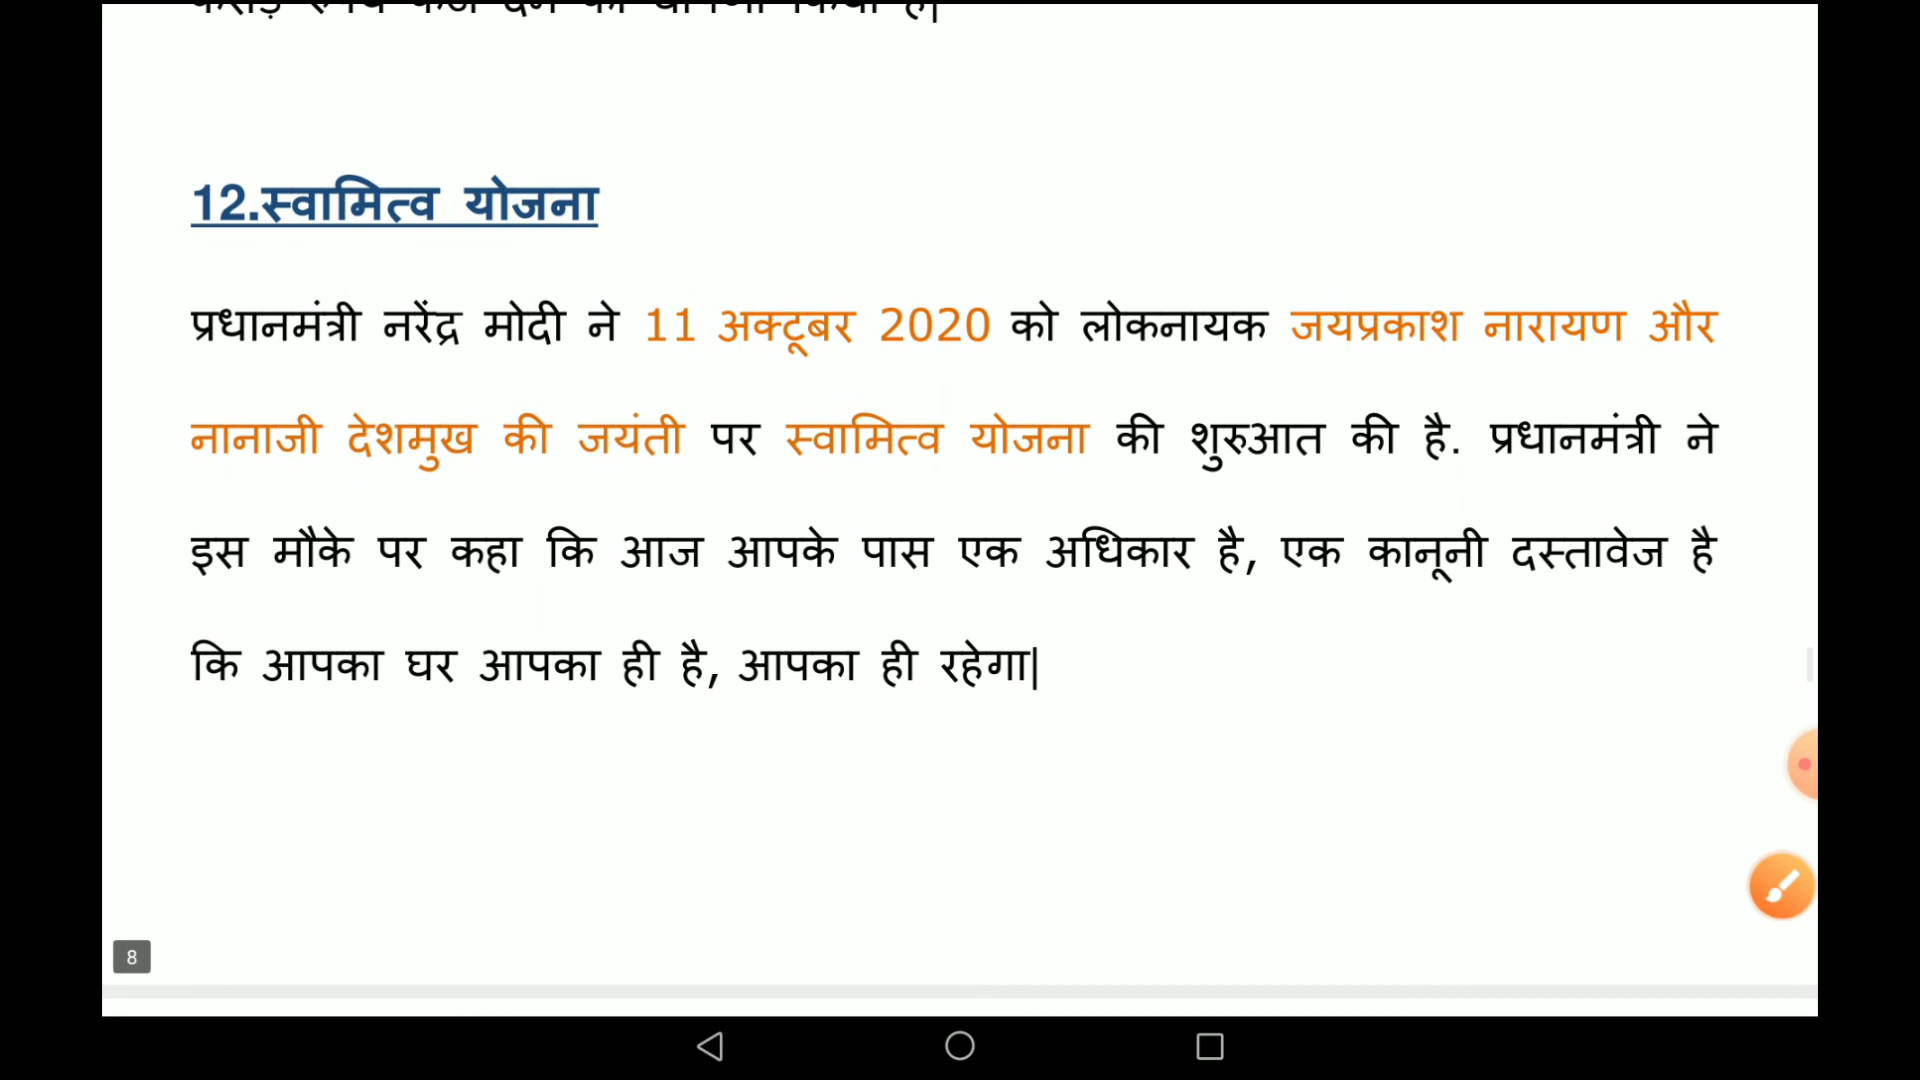 12.स्वामित्व योजना
प्रधानमंत्री नरेंद्र मोदी ने 11 अक्टूबर 2020 को लोकनायक जयप्रकाश नारायण और
नानाजी देशमुख की जयंती पर स्वामित्व योजना की शुरुआत की है. प्रधानमंत्री ने
इस मौके पर कहा कि आज आपके पास एक अधिकार है, एक कानूनी दस्तावेज है
कि आपका घर आपका ही है, आपका ही रहेगा|
8